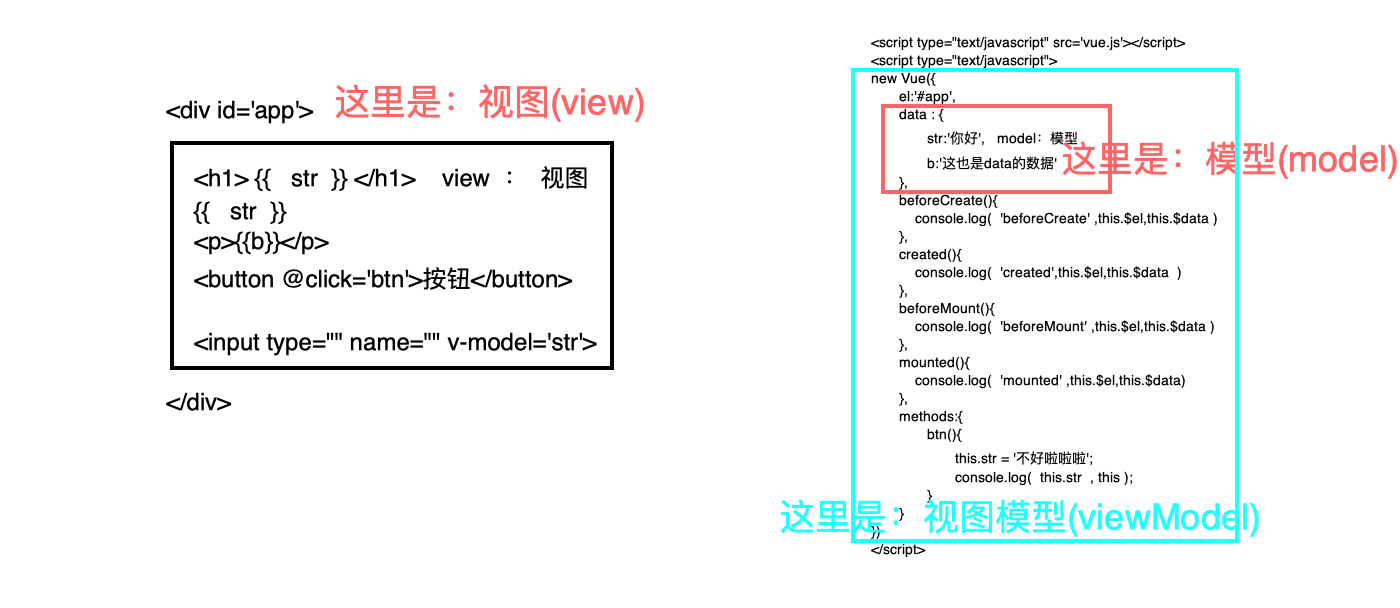 <div id='app'> 这里是：视图(view)
<h1> {{ str }} </h1> view ： 视图
{{ str }}
<p>{{b}}</p>
<button @click='btn'>按钮</button>
<input type="" name="" v-model='str'>
</div>
<script type="text/javascript" src='vue.js'></script>
<script type="text/javascript">
new Vue({
el:'#app',
data : {
str:'你好', model：模型
b:'这也是data的数据' 这里是：模型(model)
},
beforeCreate(){
console.log( 'beforeCreate' ,this.$el,this.$data )
},
created(){
console.log( 'created',this.$el,this.$data )
},
beforeMount(){
console.log( 'beforeMount' ,this.$el,this.$data )
},
mounted(){
console.log( 'mounted' ,this.$el,this.$data)
},
methods:{
btn(){
this.str = '不好啦啦啦';
console.log( this.str , this );
}
}
这里是：视图模型(viewModel)
})
</script>